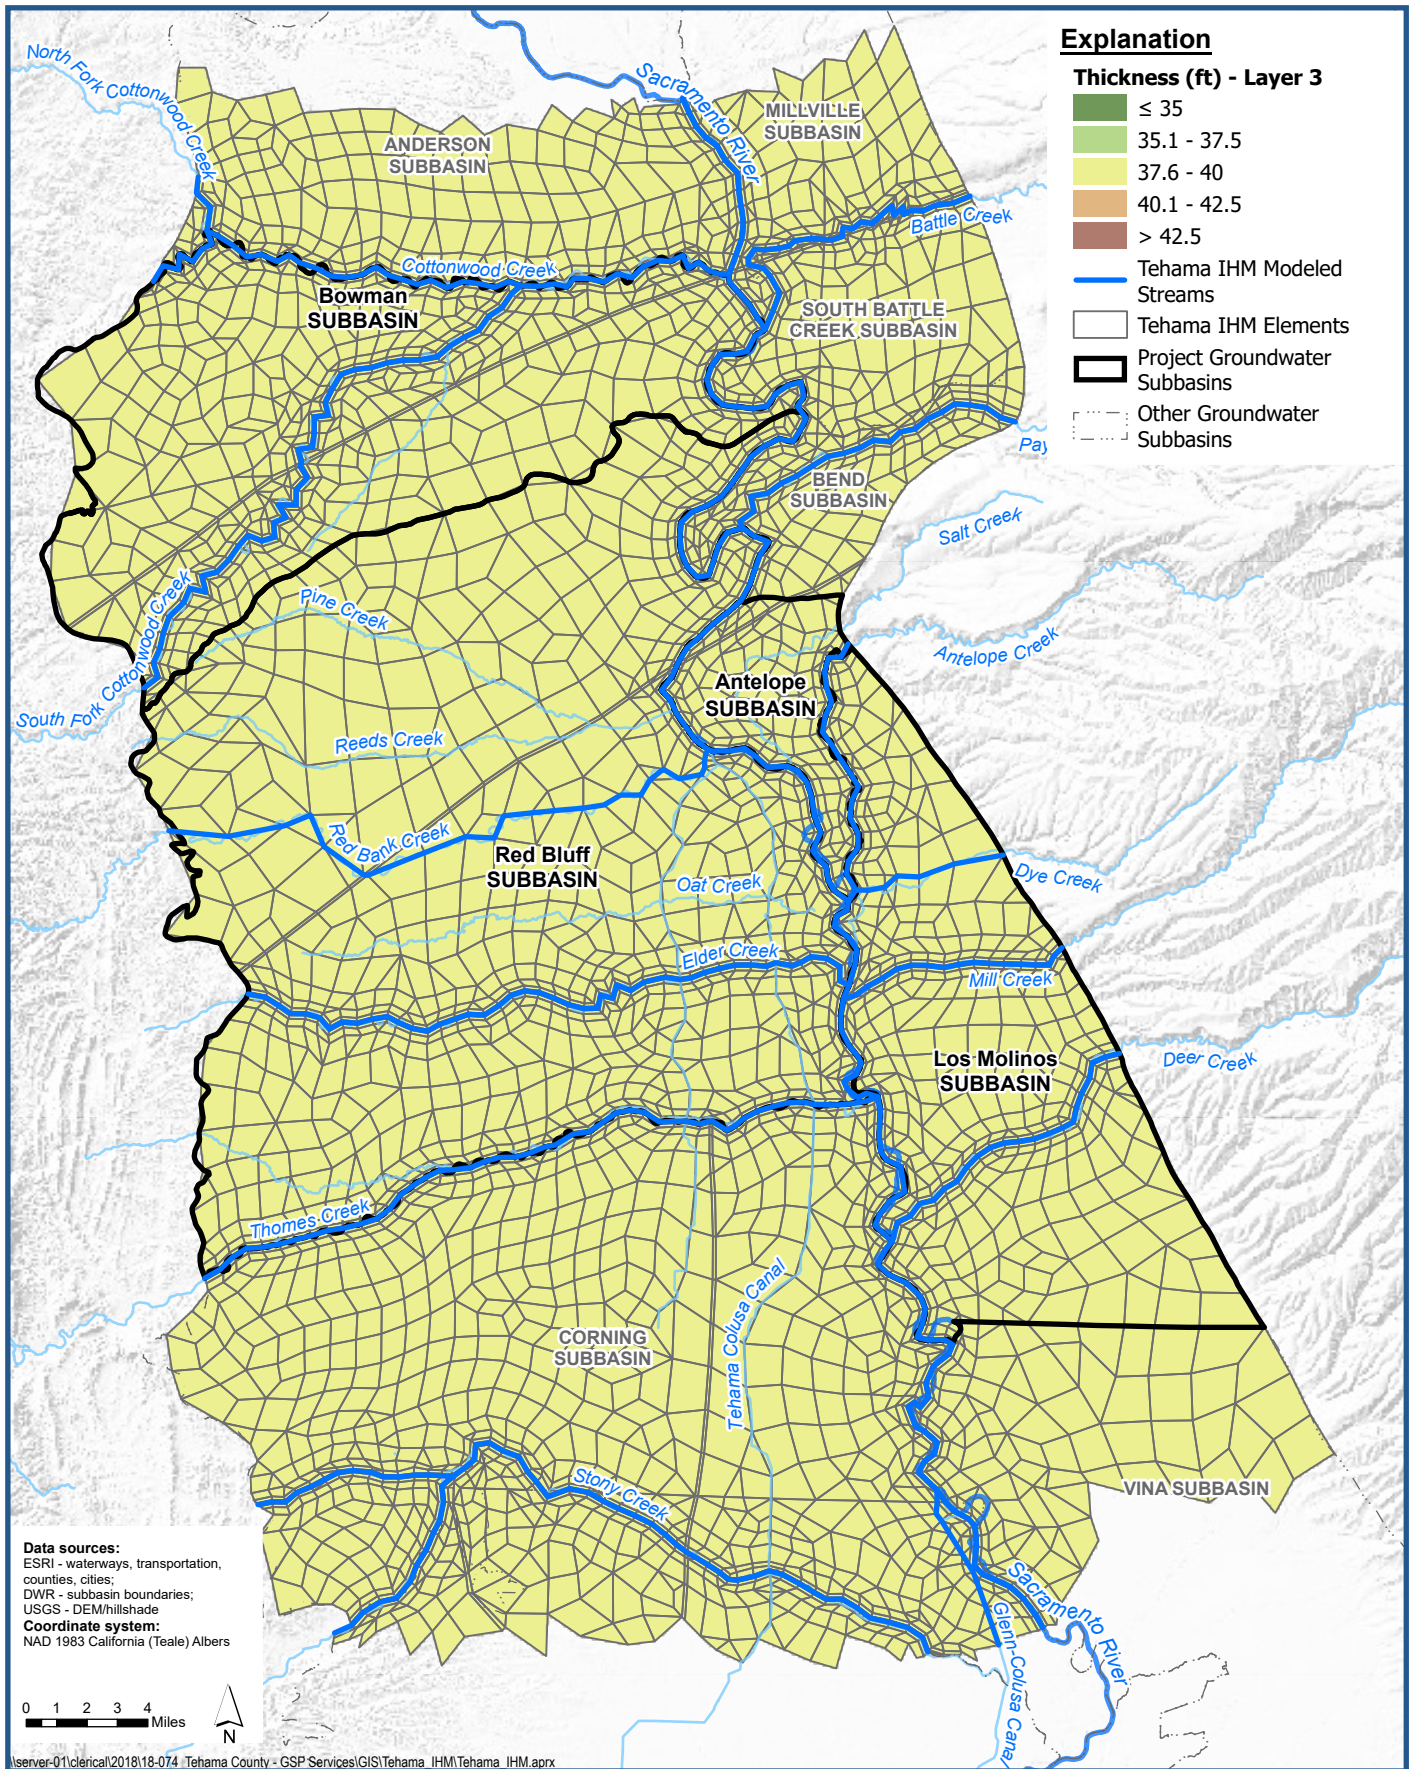 Explanation
Thickness (ft) - Layer 3
≤ 35
35.1 - 37.5
37.6 - 40
40.1 - 42.5
> 42.5
Tehama IHM Modeled
Streams
Tehama IHM Elements
Project Groundwater
Subbasins
Other Groundwater
Subbasins
North Fork Cottonwood Creek
Sacramento River
MILLVILLE
SUBBASIN
ANDERSON
SUBBASIN
Battle Creek
Cottonwood Creek
Bowman
SUBBASIN
SOUTH BATTLE
CREEK SUBBASIN
Pay
BEND
SUBBASIN
Salt Creek
Pine Creek
Antelope Creek
South Fork Cottonwood Creek
Antelope
SUBBASIN
Reeds Creek
Red Bank Creek
Red Bluff
SUBBASIN
Oat Creek
Dye Creek
Elder Creek
Mill Creek
Los Molinos
SUBBASIN
Deer Creek
Thomes Creek
Tehama Colusa Canal
CORNING
SUBBASIN
Stony Creek
VINA SUBBASIN
Sacramento River
Glenn-Colusa Canal
Data sources:
ESRI - waterways, transportation,
counties, cities;
DWR - subbasin boundaries;
USGS - DEM/hillshade
Coordinate system:
NAD 1983 California (Teale) Albers
0 1 2 3 4
Miles
N
\\server-01\clerical\2018\18-074_Tehama County - GSP Services\GIS\Tehama_IHM\Tehama_IHM.aprx